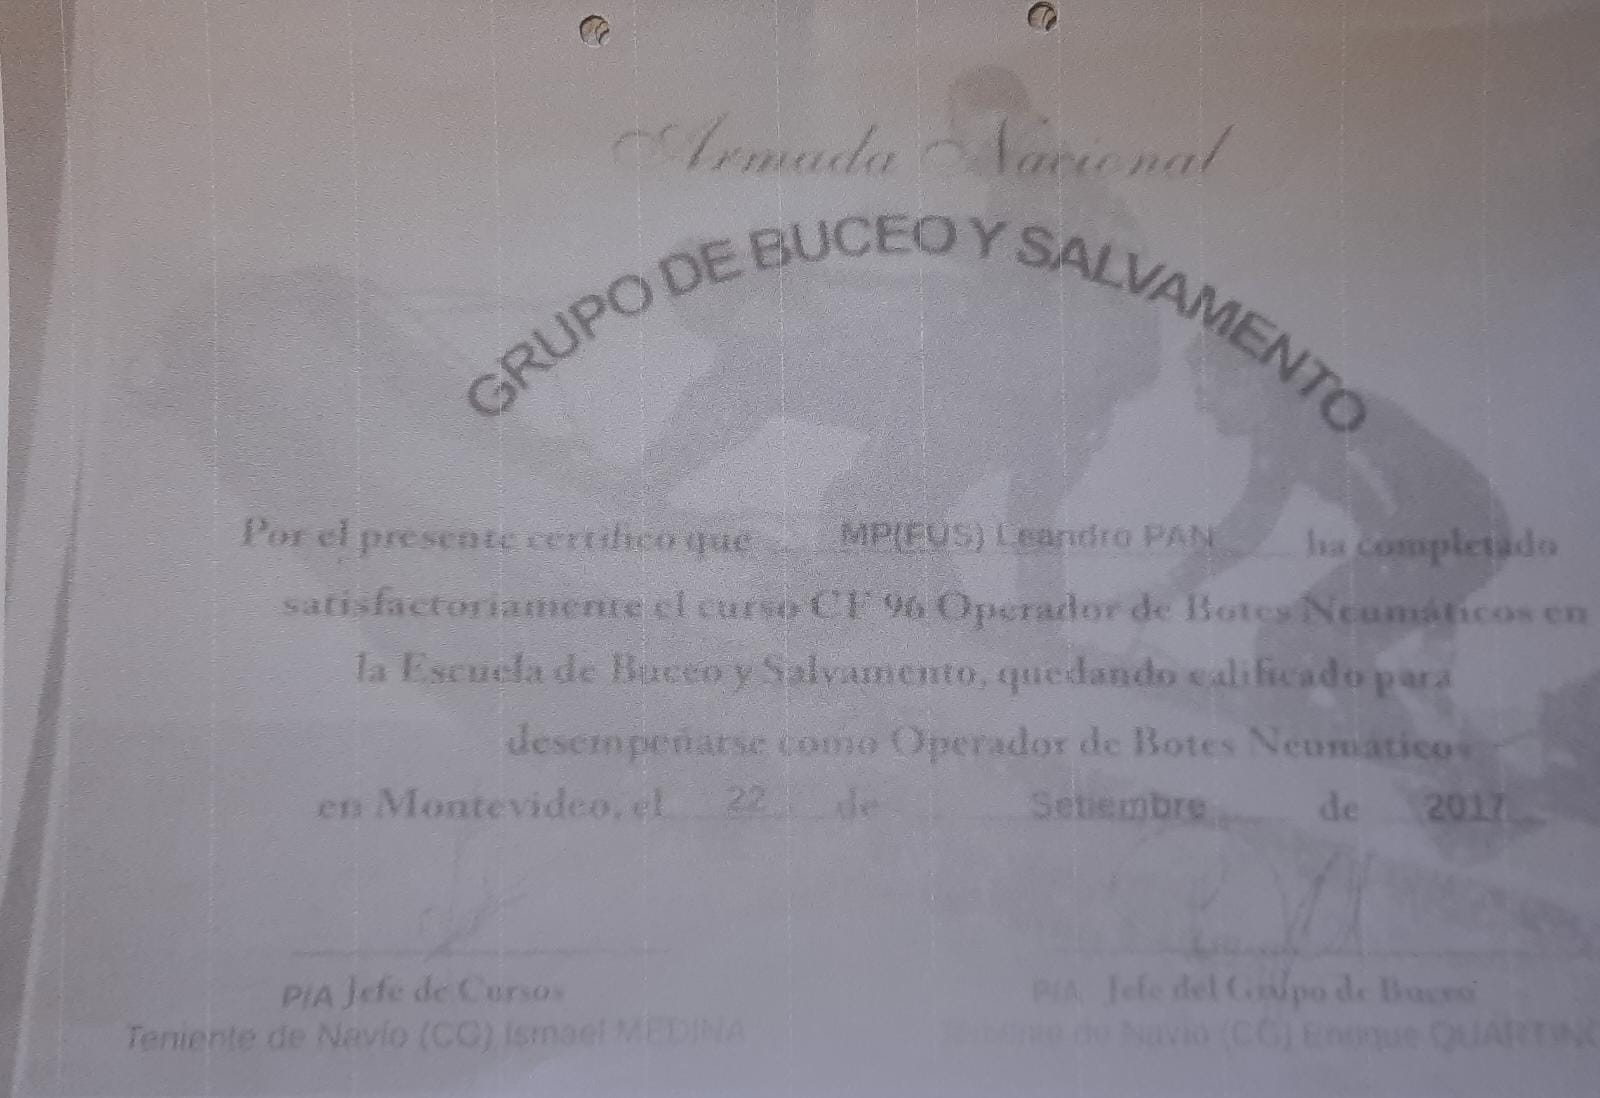 Armada Nacional
GRUPO DE BUCEO Y SALVAMENTO
Por el presente certifico que MP(FUS) Leandro PAN ha completado
satisfactoriamente el curso CF 96 Operador de Botes Neumáticos en
la Escuela de Buceo y Salvamento, quedando calificado para
desempeñarse como Operador de Botes Neumáticos
en Montevideo, el 22 de Setiembre de 2017
P/A Jefe de Cursos
P/A Jefe del Grupo de Buceo
Teniente de Navío (CG) Ismael MEDINA
Teniente de Navío (CG) Enrique QUARTINO